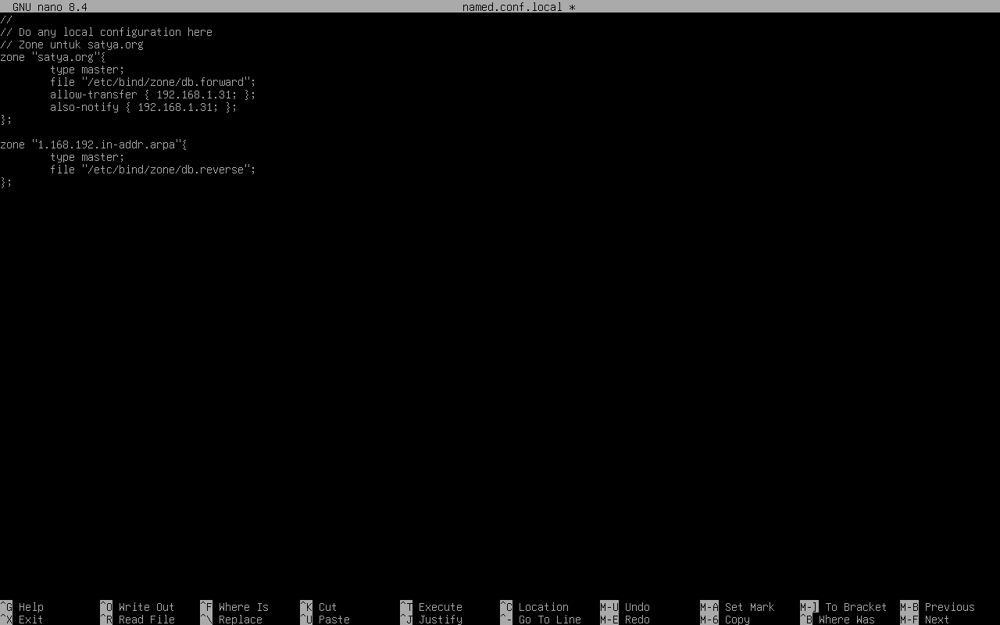 GNU nano 8.4 named.conf.local *
//
// Do any local configuration here
// Zone untuk satya.org
zone "satya.org"{
        type master;
        file "/etc/bind/zone/db.forward";
        allow-transfer { 192.168.1.31; };
        also-notify { 192.168.1.31; };
};

zone "1.168.192.in-addr.arpa"{
        type master;
        file "/etc/bind/zone/db.reverse";
};
^G Help ^O Write Out ^F Where Is ^K Cut ^T Execute ^C Location M-U Undo M-A Set Mark M-] To Bracket M-B Previous
^X Exit ^R Read File ^\ Replace ^U Paste ^J Justify ^- Go To Line M-E Redo M-6 Copy ^B Where Was M-F Next